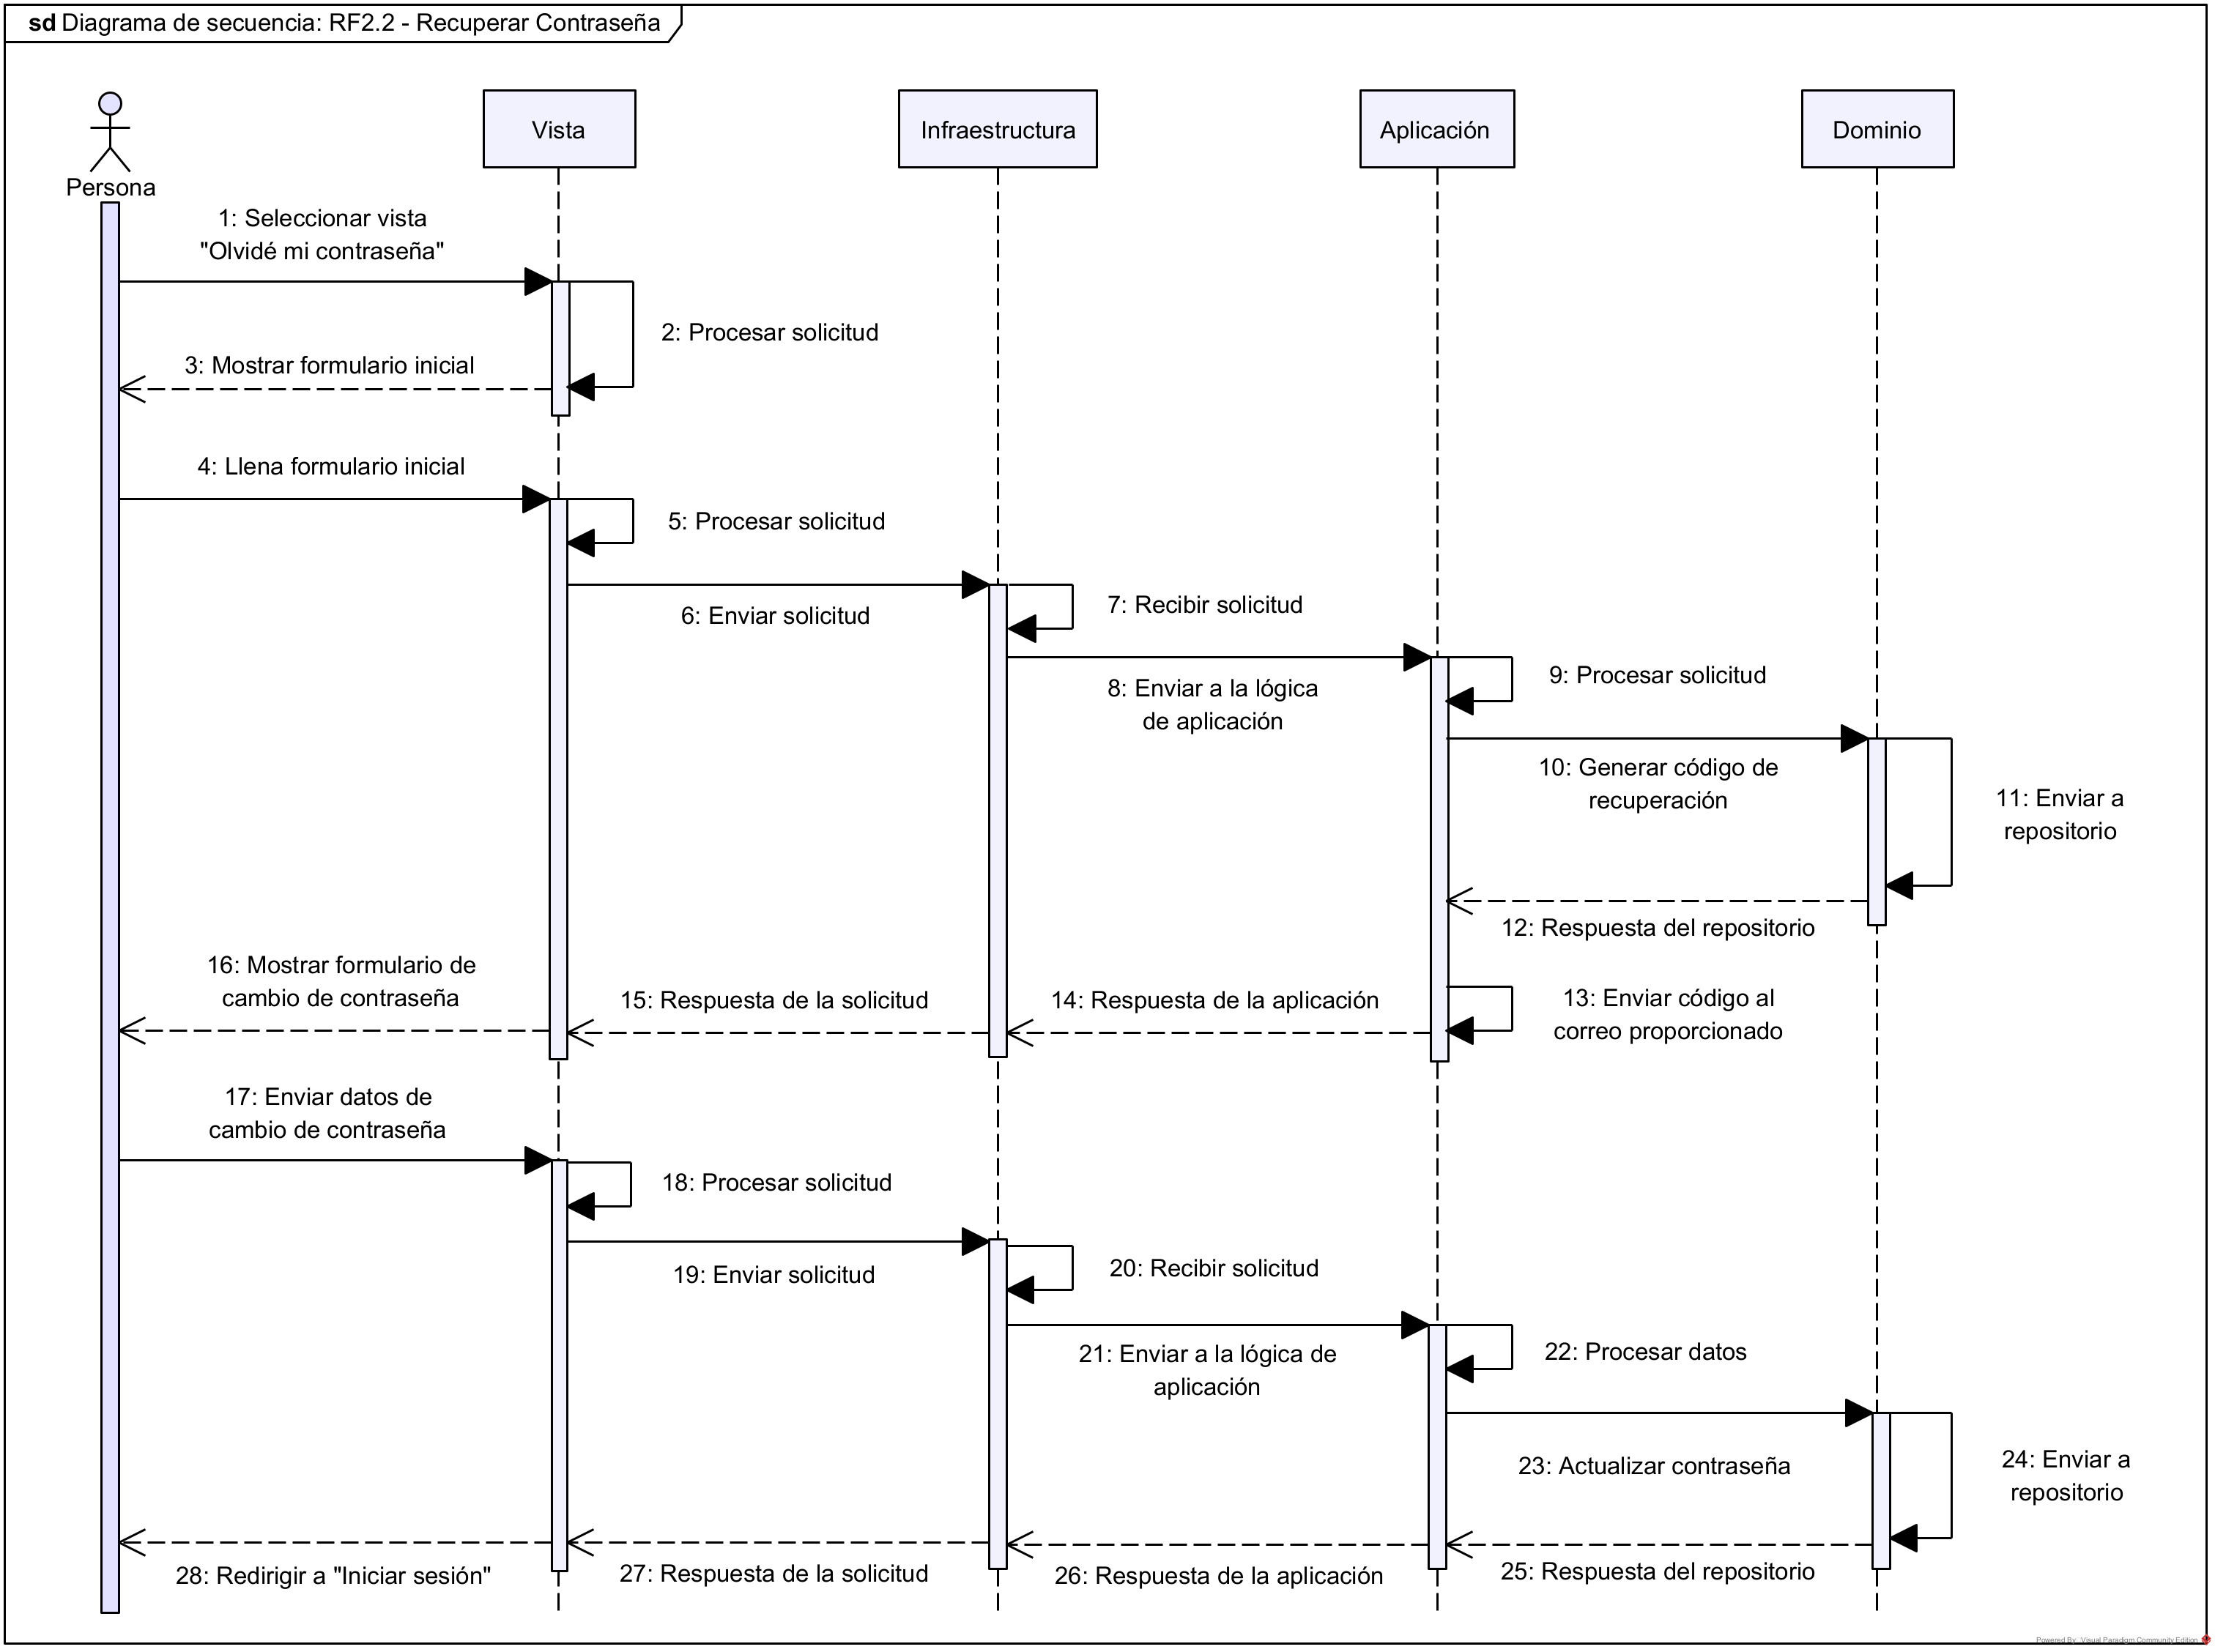 sd Diagrama de secuencia: RF2.2 - Recuperar Contraseña
Persona
Vista
Infraestructura
Aplicación
Dominio
1: Seleccionar vista
"Olvidé mi contraseña"
2: Procesar solicitud
3: Mostrar formulario inicial
4: Llena formulario inicial
5: Procesar solicitud
6: Enviar solicitud
7: Recibir solicitud
8: Enviar a la lógica
de aplicación
9: Procesar solicitud
10: Generar código de
recuperación
11: Enviar a
repositorio
12: Respuesta del repositorio
13: Enviar código al
correo proporcionado
14: Respuesta de la aplicación
15: Respuesta de la solicitud
16: Mostrar formulario de
cambio de contraseña
17: Enviar datos de
cambio de contraseña
18: Procesar solicitud
19: Enviar solicitud
20: Recibir solicitud
21: Enviar a la lógica de
aplicación
22: Procesar datos
23: Actualizar contraseña
24: Enviar a
repositorio
25: Respuesta del repositorio
26: Respuesta de la aplicación
27: Respuesta de la solicitud
28: Redirigir a "Iniciar sesión"
Powered By: Visual Paradigm Community Edition